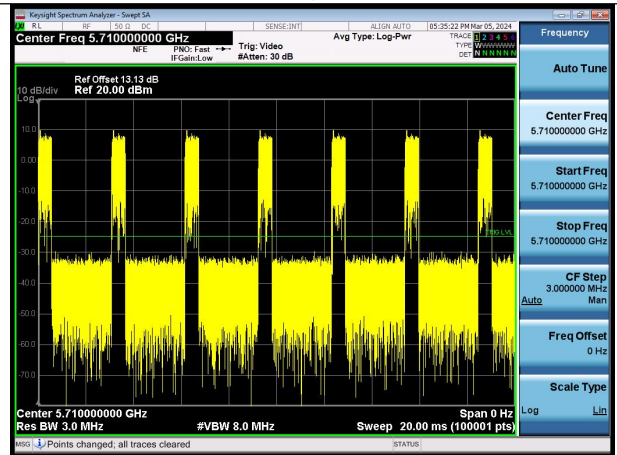 Keysight Spectrum Analyzer - Swept SA
RL RF 50 Ω DC SENSE:INT ALIGN AUTO 05:35:22 PM Mar 05, 2024
Center Freq 5.710000000 GHz
NFE PNO: Fast IFGain:Low Trig: Video #Atten: 30 dB
Avg Type: Log-Pwr
TRACE 1 2 3 4 5 6
TYPE WWWWWW
DET N N N N N N
Ref Offset 13.13 dB
10 dB/div Ref 20.00 dBm
Log
10.0
0.00
-10.0
-20.0
TRIG LVL
-30.0
-40.0
-50.0
-60.0
-70.0
Center 5.710000000 GHz Span 0 Hz
Res BW 3.0 MHz #VBW 8.0 MHz Sweep 20.00 ms (100001 pts)
MSG Points changed; all traces cleared STATUS
Frequency
Auto Tune
Center Freq
5.710000000 GHz
Start Freq
5.710000000 GHz
Stop Freq
5.710000000 GHz
CF Step
3.000000 MHz
Auto Man
Freq Offset
0 Hz
Scale Type
Log Lin